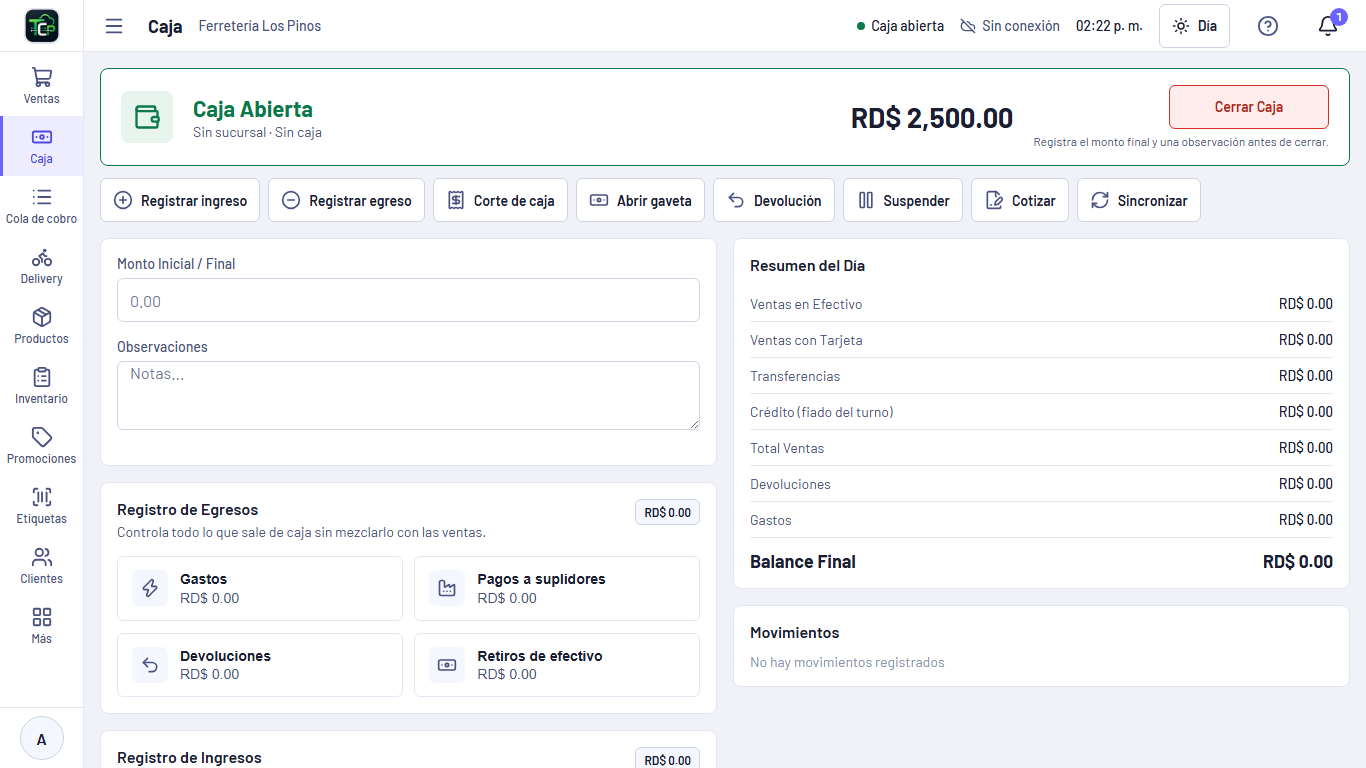 TCP
Caja
Ferretería Los Pinos
Caja abierta
Sin conexión
02:22 p. m.
Día
1
Ventas
Caja
Cola de cobro
Delivery
Productos
Inventario
Promociones
Etiquetas
Clientes
Más
A
Caja Abierta
Sin sucursal · Sin caja
RD$ 2,500.00
Cerrar Caja
Registra el monto final y una observación antes de cerrar.
Registrar ingreso
Registrar egreso
Corte de caja
Abrir gaveta
Devolución
Suspender
Cotizar
Sincronizar
Monto Inicial / Final
0.00
Observaciones
Notas...
Registro de Egresos
RD$ 0.00
Controla todo lo que sale de caja sin mezclarlo con las ventas.
Gastos
RD$ 0.00
Pagos a suplidores
RD$ 0.00
Devoluciones
RD$ 0.00
Retiros de efectivo
RD$ 0.00
Registro de Ingresos
RD$ 0.00
Resumen del Día
Ventas en Efectivo RD$ 0.00
Ventas con Tarjeta RD$ 0.00
Transferencias RD$ 0.00
Crédito (fiado del turno) RD$ 0.00
Total Ventas RD$ 0.00
Devoluciones RD$ 0.00
Gastos RD$ 0.00
Balance Final RD$ 0.00
Movimientos
No hay movimientos registrados